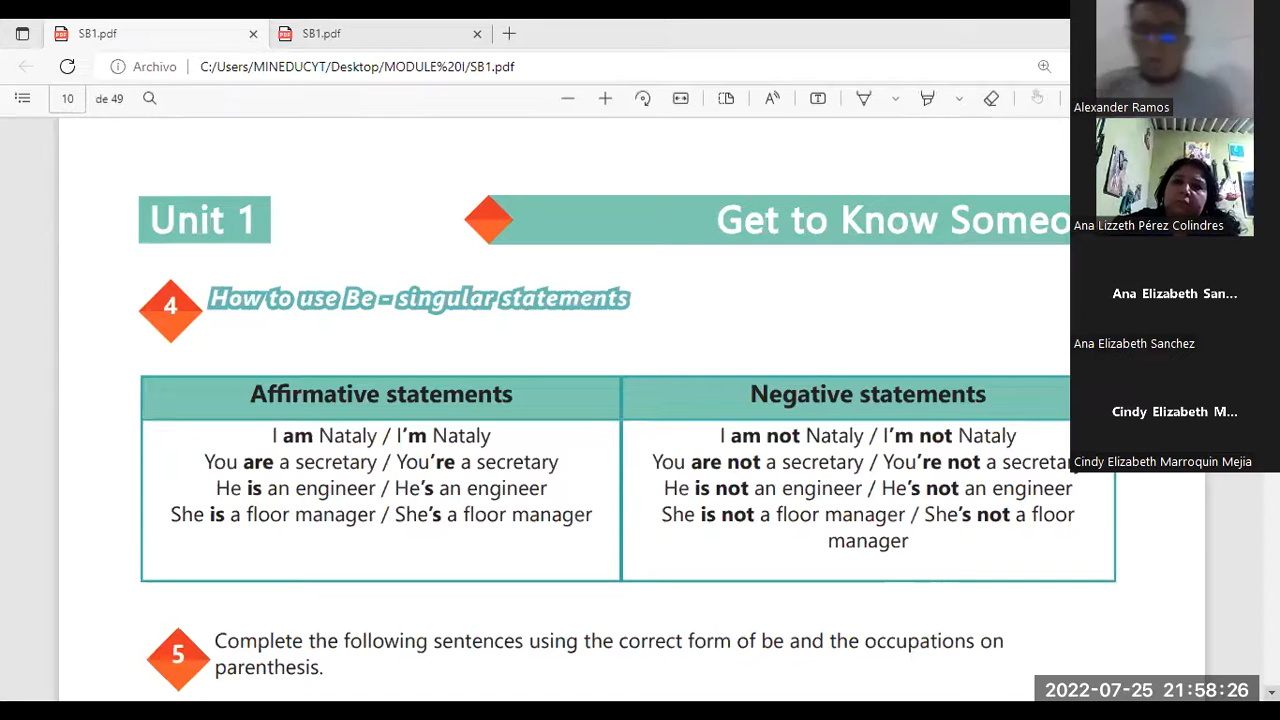 SB1.pdf
SB1.pdf
Archivo
C:/Users/MINEDUCYT/Desktop/MODULE%20I/SB1.pdf
10 de 49
Unit 1
Get to Know Someo
4
How to use Be - singular statements
Affirmative statements
I am Nataly / I'm Nataly
You are a secretary / You're a secretary
He is an engineer / He's an engineer
She is a floor manager / She's a floor manager
Negative statements
I am not Nataly / I'm not Nataly
You are not a secretary / You're not a secretary
He is not an engineer / He's not an engineer
She is not a floor manager / She's not a floor
manager
5
Complete the following sentences using the correct form of be and the occupations on
parenthesis.
Alexander Ramos
Ana Lizzeth Pérez Colindres
Ana Elizabeth San...
Ana Elizabeth Sanchez
Cindy Elizabeth M...
Cindy Elizabeth Marroquin Mejia
2022-07-25 21:58:26